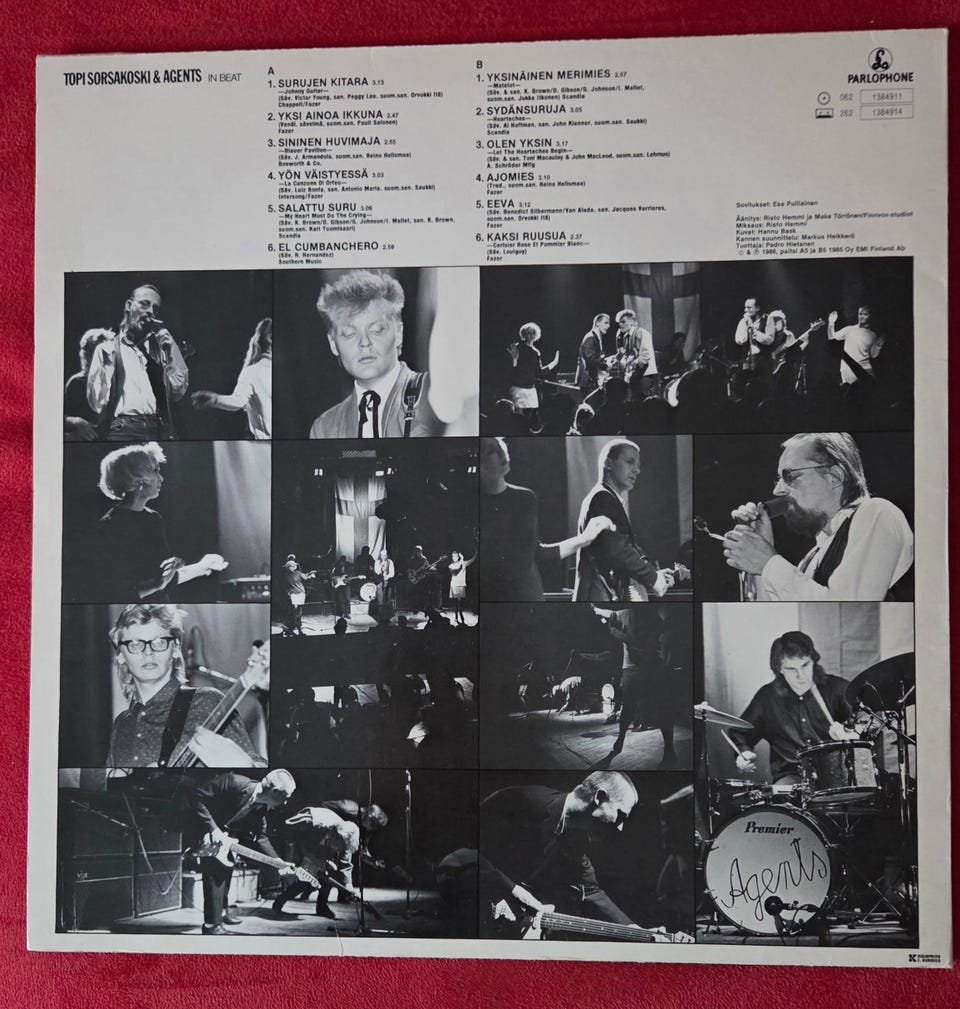 TOPI SORSAKOSKI & AGENTS IN BEAT
A
1. SURUJEN KITARA 3.13
—Johnny Guitar—
(Säv. Victor Young, san. Peggy Lee, suom.san. Orvokki Itä)
Chappell/Fazer
2. YKSI AINOA IKKUNA 2.47
(Venäl. sävelmä, suom.san. Pauli Salonen)
Fazer
3. SININEN HUVIMAJA 2.55
—Blauer Pavillon—
(Säv. J. Armandola, suom.san. Reino Helismaa)
Bosworth & Co.
4. YÖN VÄISTYESSÄ 3.03
—La Canzone Di Orfeo—
(Säv. Luiz Bonfa, san. Antonio Maria, suom.san. Saukki)
Intersong/Fazer
5. SALATTU SURU 3.06
—My Heart Must Do The Crying—
(Säv. K. Brown/D. Gibson/G. Johnson/I. Mallet, san. K. Brown,
suom.san. Kari Tuomisaari)
Scandia
6. EL CUMBANCHERO 2.59
(Säv. R. Hernandez)
Southern Music
B
1. YKSINÄINEN MERIMIES 2.57
—Matelot—
(Säv. & san. K. Brown/D. Gibson/G. Johnson/I. Mallet,
suom.san. Jukka Itkonen) Scandia
2. SYDÄNSURUJA 3.05
—Heartaches—
(Säv. Al Hoffman, san. John Klenner, suom.san. Saukki)
Scandia
3. OLEN YKSIN 3.17
—Let The Heartaches Begin—
(Säv. & san. Toni Macaulay & John MacLeod, suom.san. Lehmus)
A. Schröder Mflg
4. AJOMIES 3.10
(Trad., suom.san. Reino Helismaa)
Fazer
5. EEVA 3.12
(Säv. Benedict Silbermann/Van Aleda, san. Jacques Verrieres,
suom.san. Orvokki Itä)
Fazer
6. KAKSI RUUSUA 2.37
—Cerisier Rose Et Pommier Blanc—
(Säv. Louiguy)
Fazer
PARLOPHONE
062 1384911
262 1384914
Sovitukset: Esa Pulliainen
Äänitys: Risto Hemmi ja Make Törrönen/Finnvox-studiot
Miksaus: Risto Hemmi
Kuvat: Hannu Bask
Kannen suunnittelu: Markus Heikkerö
Tuottaja: Pedro Hietanen
© & ℗ 1986, paitsi A5 ja B5 1985 Oy EMI Finland Ab
Premier
Agents